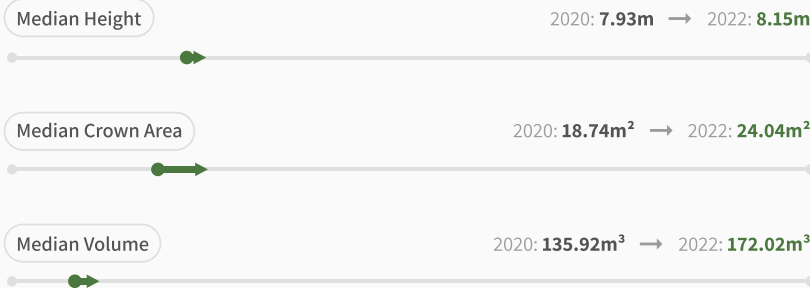 Median Height 2020: 7.93m → 2022: 8.15m
Median Crown Area 2020: 18.74m² → 2022: 24.04m²
Median Volume 2020: 135.92m³ → 2022: 172.02m³